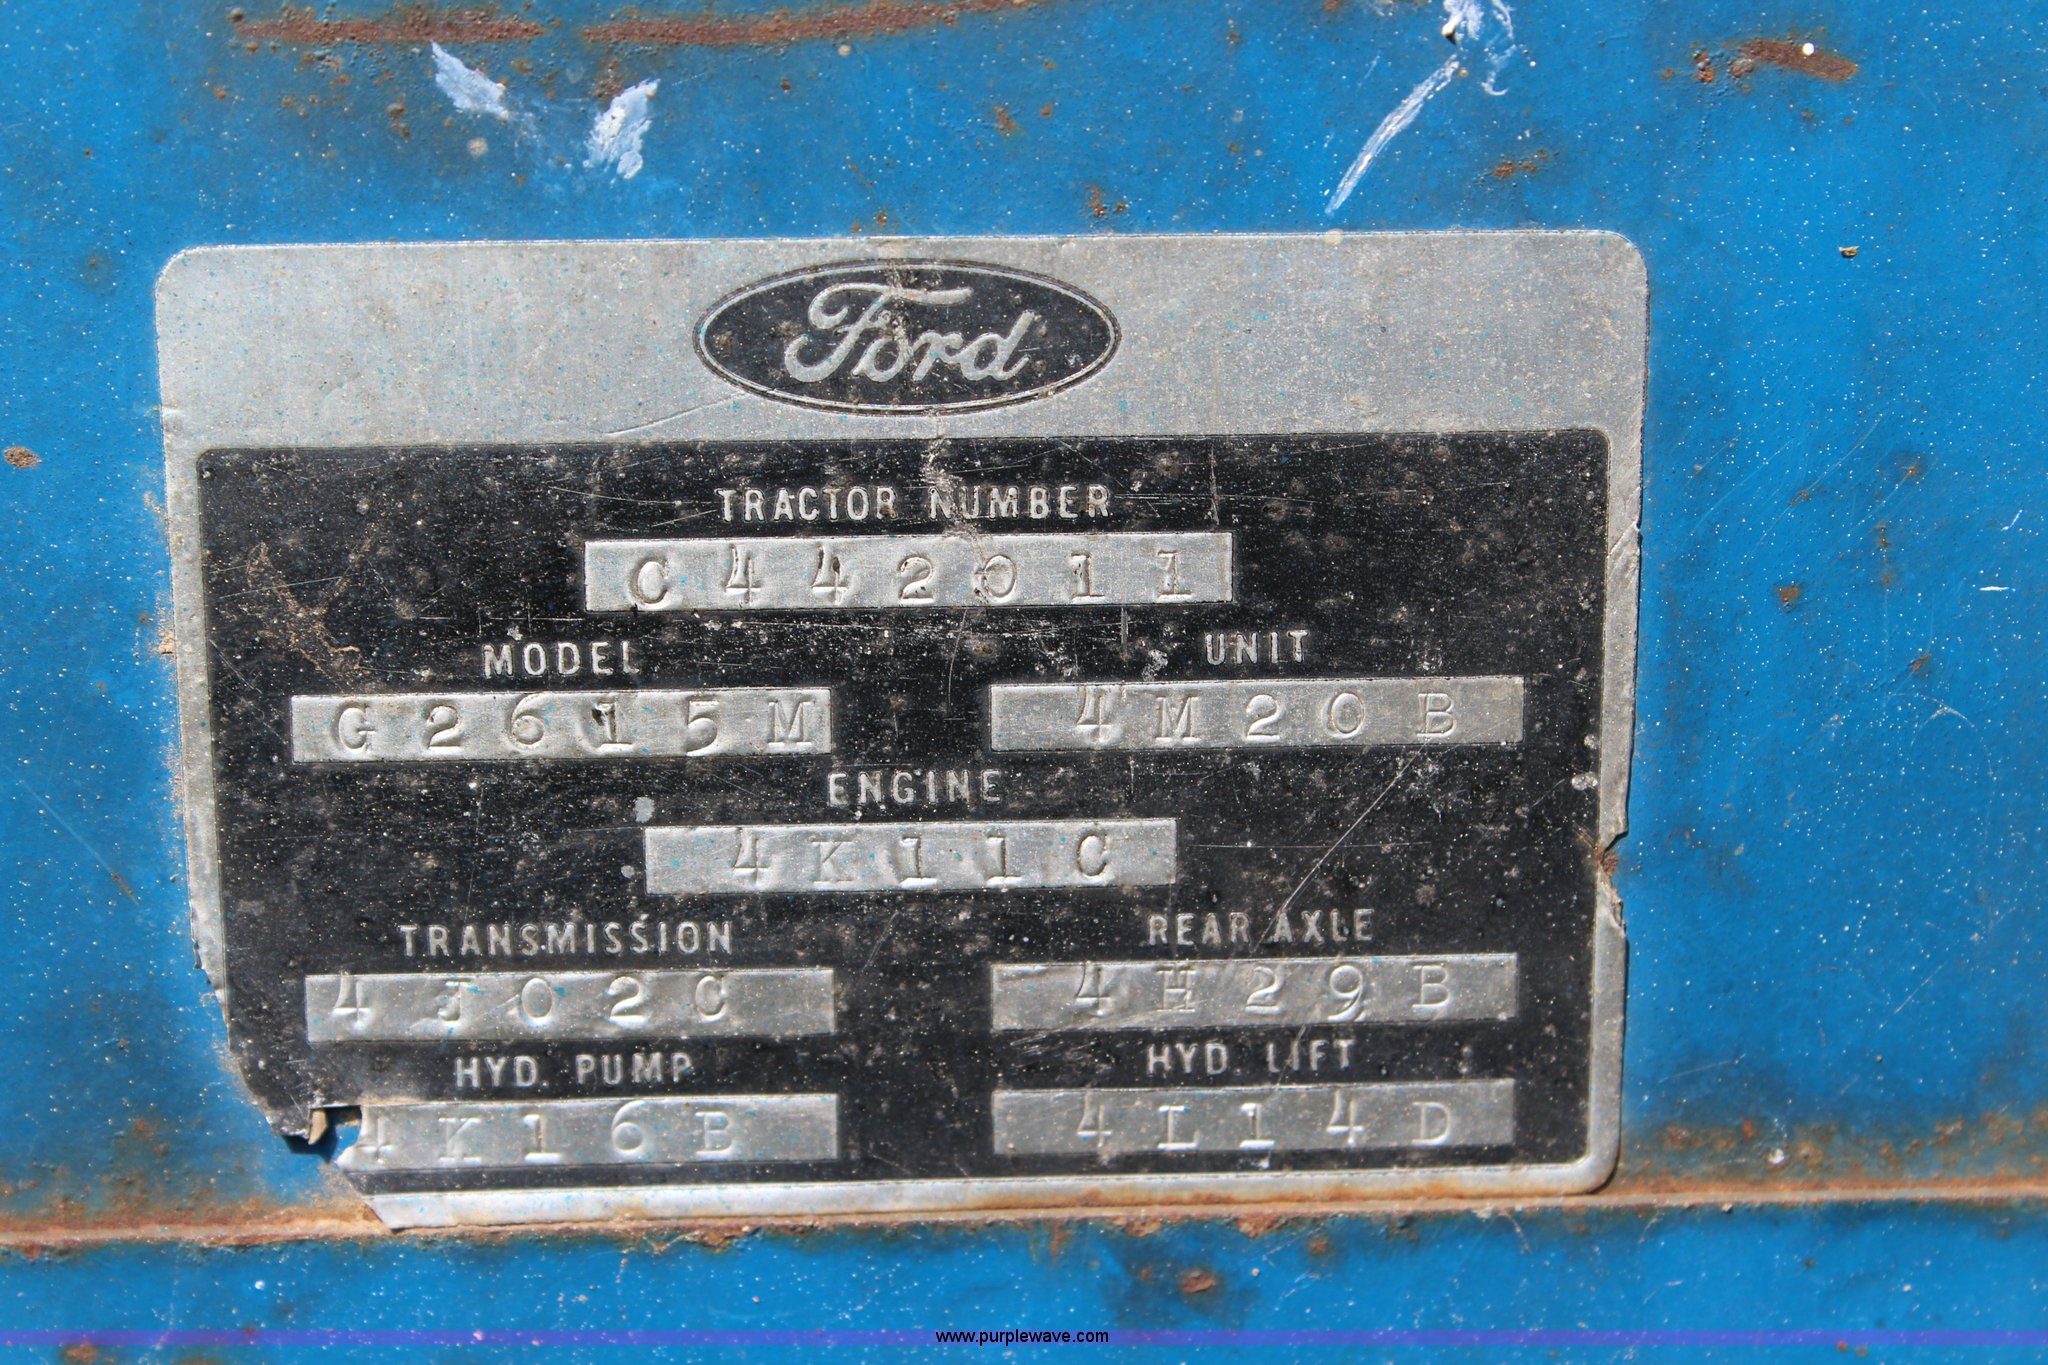 Ford
TRACTOR NUMBER
C442011
MODEL
UNIT
G2615M
4M20B
ENGINE
4K11C
TRANSMISSION
REAR AXLE
4J02C
4H29B
HYD. PUMP
HYD. LIFT
4K16B
4L14D
www.purplewave.com